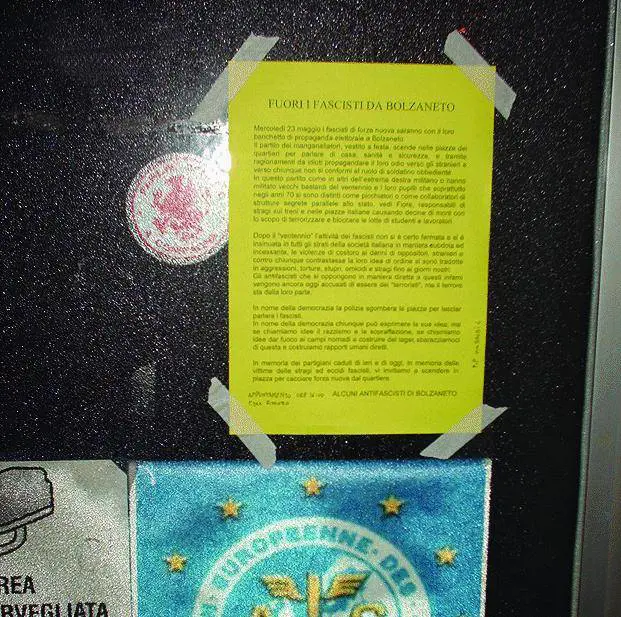 FUORI I FASCISTI DA BOLZANETO
Mercoledì 23 maggio i fascisti di forza nuova saranno con il loro
banchetto di propaganda elettorale a Bolzaneto
Il partito dei manganellatori, vestito a festa, scende nelle piazze dei
quartieri per parlare di casa, sanità e sicurezza, e tramite
ragionamenti da idioti propagandare il loro odio verso gli stranieri e
verso chiunque non si conformi al ruolo di soldatino obbediente.
In questo partito come in altri dell'estrema destra militano o hanno
militato vecchi bastardi del ventennio e i loro pupilli che soprattutto
negli anni 70 si sono distinti come picchiatori o come collaboratori di
strutture segrete parallele allo stato, vedi Fiore, responsabili di
stragi sui treni e nelle piazze italiane causando decine di morti con
lo scopo di terrorizzare e bloccare le lotte di studenti e lavoratori.
Dopo il "ventennio" l'attività dei fascisti non si è certo fermata e si è
insinuata in tutti gli strati della società italiana in maniera subdola ed
incessante, le violenze di costoro ai danni di oppositori, stranieri e
contro chiunque contrastasse la loro idea di ordine si sono tradotte
in aggressioni, torture, stupri, omicidi e stragi fino ai giorni nostri.
Gli antifascisti che si oppongono in maniera diretta a questi infami
vengono ancora oggi accusati di essere dei "terroristi", ma il terrore
sta dalla loro parte.
In nome della democrazia la polizia sgombera le piazze per lasciar
parlare i fascisti.
In nome della democrazia chiunque può esprimere la sua idea, ma
se chiamiamo idee il razzismo e la sopraffazione, se chiamiamo
idee dar fuoco ai campi nomadi e costruire dei lager, sbarazziamoci
di questa e costruiamo rapporti umani diretti.
In memoria dei partigiani caduti di ieri e di oggi, in memoria delle
vittime delle stragi ed eccidi fascisti, vi invitiamo a scendere in
piazza per cacciare forza nuova dal quartiere.
APPUNTAMENTO ORE
ALCUNI ANTIFASCISTI DI BOLZANETO
REA
RVEGLIATA
EUROPEENNE · DES